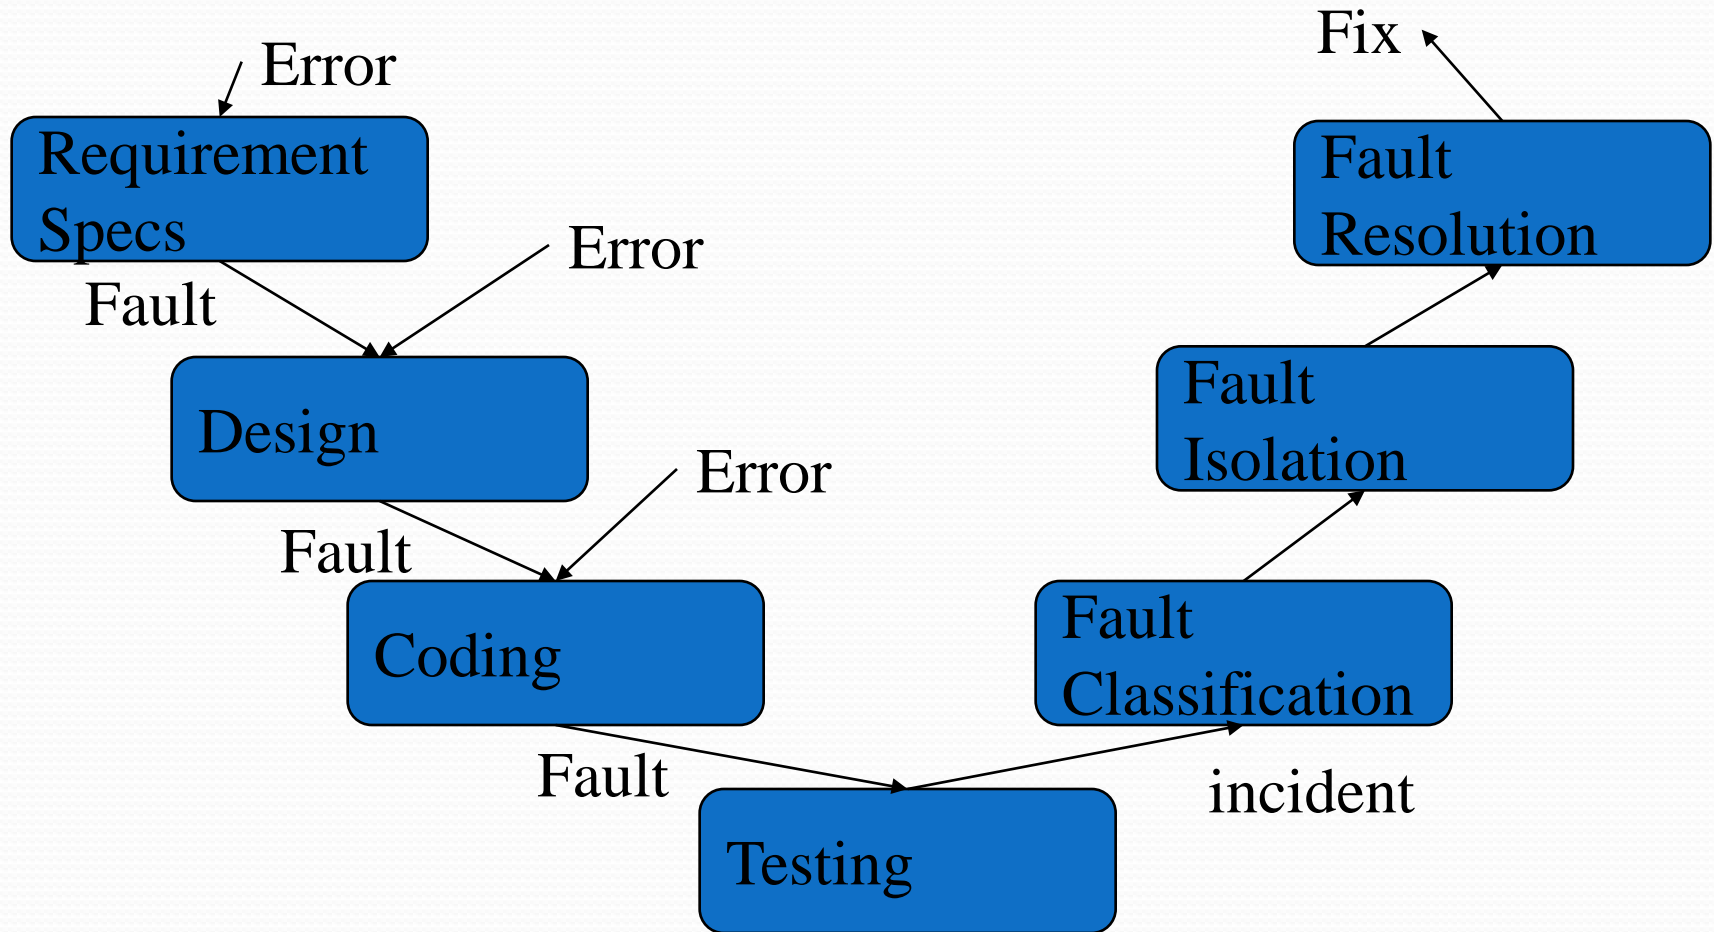 Error
Requirement
Specs
Fault
Error
Design
Fault
Error
Coding
Fault
Testing
incident
Fault
Classification
Fault
Isolation
Fault
Resolution
Fix